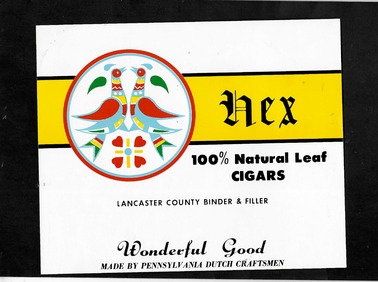 Hex
100% Natural Leaf
CIGARS
LANCASTER COUNTY BINDER & FILLER
Wonderful Good
MADE BY PENNSYLVANIA DUTCH CRAFTSMEN